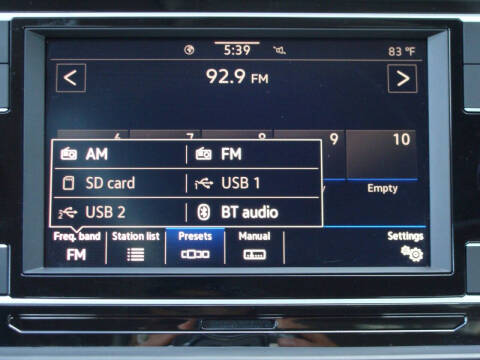 5:39 83 °F
92.9 FM
6 7 8 9 10
AM FM
SD card USB 1
USB 2 BT audio
Empty
Freq. band Station list Presets Manual Settings
FM